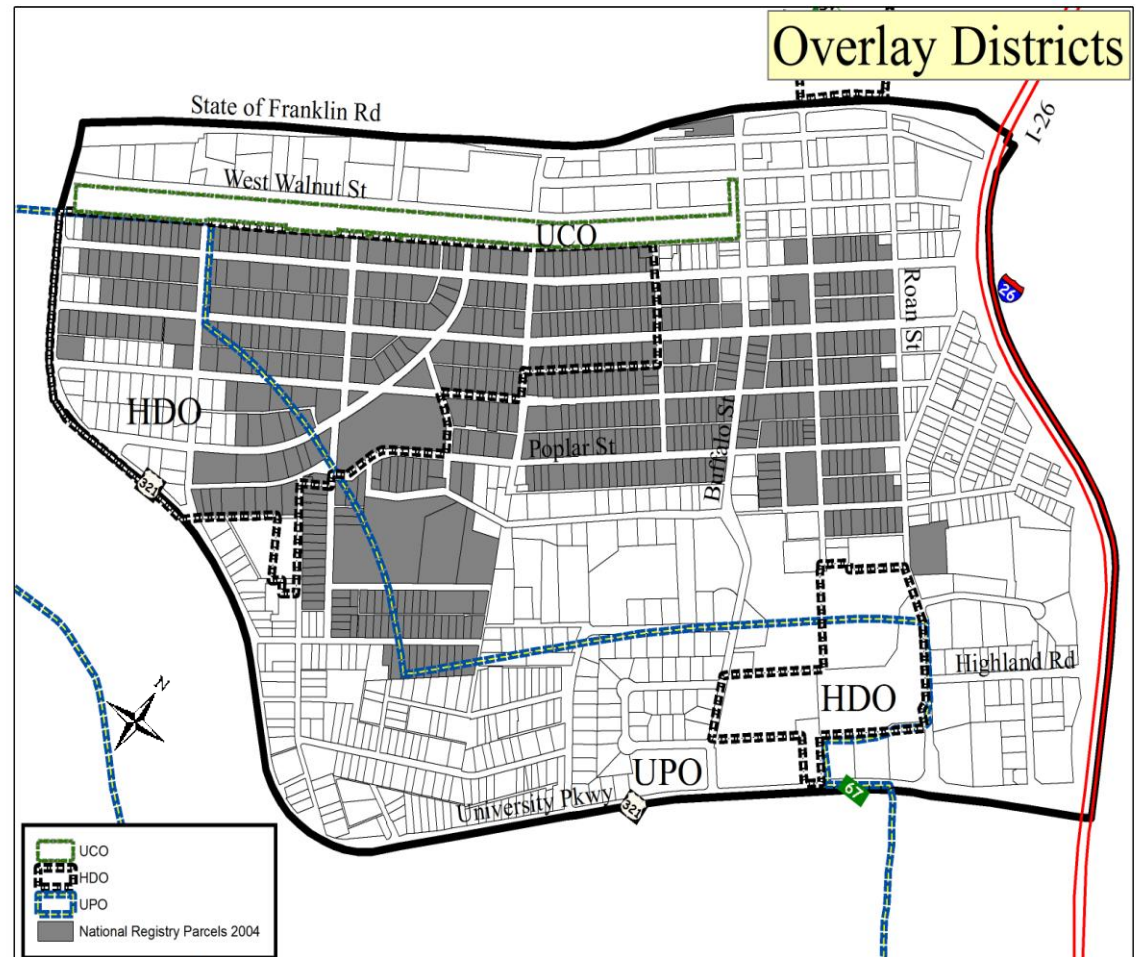 Overlay Districts
State of Franklin Rd
I-26
West Walnut St
UCO
26
Roan St
HDO
Poplar St
Buffalo St
321
N
Highland Rd
HDO
UPO
67
University Pkwy
321
UCO
HDO
UPO
National Registry Parcels 2004